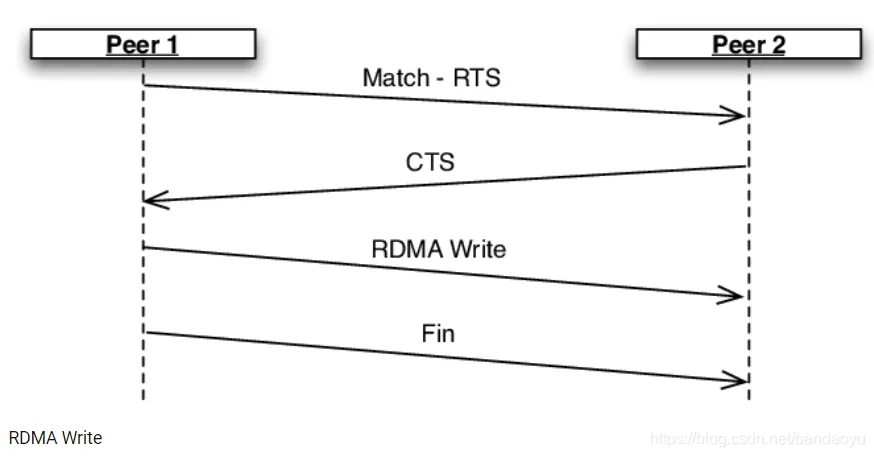 Peer 1
Peer 2
Match - RTS
CTS
RDMA Write
Fin
RDMA Write
https://blog.csdn.net/bandaoyu